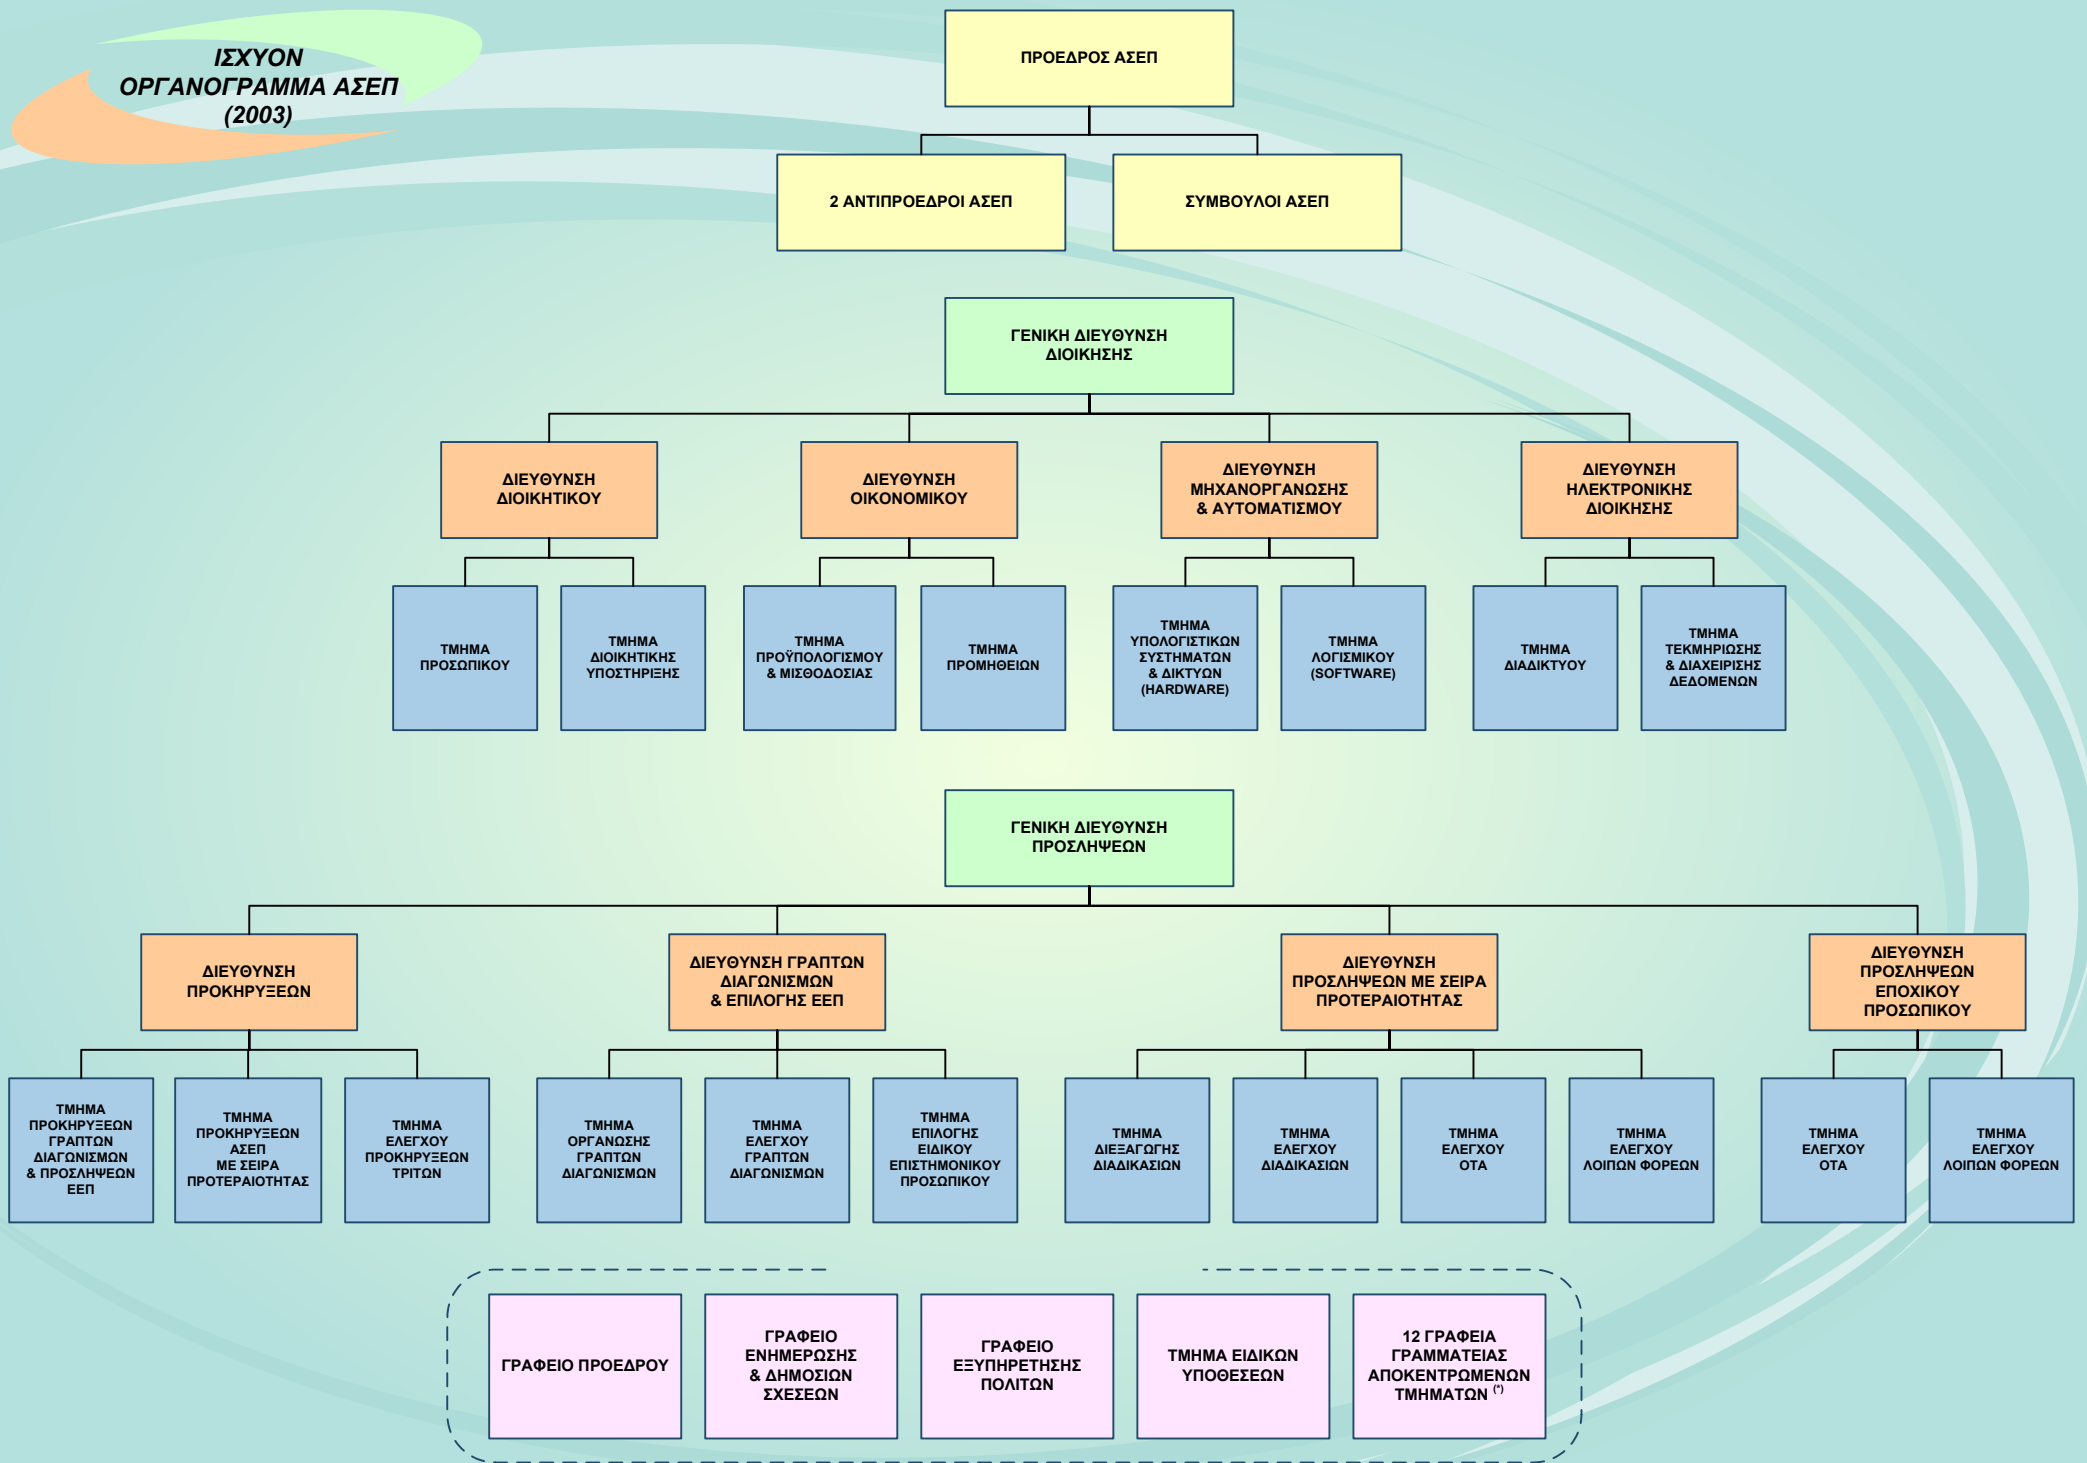 ΙΣΧΥΟΝ
ΟΡΓΑΝΟΓΡΑΜΜΑ ΑΣΕΠ
(2003)
ΠΡΟΕΔΡΟΣ ΑΣΕΠ
2 ΑΝΤΙΠΡΟΕΔΡΟΙ ΑΣΕΠ
ΣΥΜΒΟΥΛΟΙ ΑΣΕΠ
ΓΕΝΙΚΗ ΔΙΕΥΘΥΝΣΗ
ΔΙΟΙΚΗΣΗΣ
ΔΙΕΥΘΥΝΣΗ
ΔΙΟΙΚΗΤΙΚΟΥ
ΔΙΕΥΘΥΝΣΗ
ΟΙΚΟΝΟΜΙΚΟΥ
ΔΙΕΥΘΥΝΣΗ
ΜΗΧΑΝΟΡΓΑΝΩΣΗΣ
& ΑΥΤΟΜΑΤΙΣΜΟΥ
ΔΙΕΥΘΥΝΣΗ
ΗΛΕΚΤΡΟΝΙΚΗΣ
ΔΙΟΙΚΗΣΗΣ
ΤΜΗΜΑ
ΠΡΟΣΩΠΙΚΟΥ
ΤΜΗΜΑ
ΔΙΟΙΚΗΤΙΚΗΣ
ΥΠΟΣΤΗΡΙΞΗΣ
ΤΜΗΜΑ
ΠΡΟΫΠΟΛΟΓΙΣΜΟΥ
& ΜΙΣΘΟΔΟΣΙΑΣ
ΤΜΗΜΑ
ΠΡΟΜΗΘΕΙΩΝ
ΤΜΗΜΑ
ΥΠΟΛΟΓΙΣΤΙΚΩΝ
ΣΥΣΤΗΜΑΤΩΝ
& ΔΙΚΤΥΩΝ
(HARDWARE)
ΤΜΗΜΑ
ΛΟΓΙΣΜΙΚΟΥ
(SOFTWARE)
ΤΜΗΜΑ
ΔΙΑΔΙΚΤΥΟΥ
ΤΜΗΜΑ
ΤΕΚΜΗΡΙΩΣΗΣ
& ΔΙΑΧΕΙΡΙΣΗΣ
ΔΕΔΟΜΕΝΩΝ
ΓΕΝΙΚΗ ΔΙΕΥΘΥΝΣΗ
ΠΡΟΣΛΗΨΕΩΝ
ΔΙΕΥΘΥΝΣΗ
ΠΡΟΚΗΡΥΞΕΩΝ
ΔΙΕΥΘΥΝΣΗ ΓΡΑΠΤΩΝ
ΔΙΑΓΩΝΙΣΜΩΝ
& ΕΠΙΛΟΓΗΣ ΕΕΠ
ΔΙΕΥΘΥΝΣΗ
ΠΡΟΣΛΗΨΕΩΝ ΜΕ ΣΕΙΡΑ
ΠΡΟΤΕΡΑΙΟΤΗΤΑΣ
ΔΙΕΥΘΥΝΣΗ
ΠΡΟΣΛΗΨΕΩΝ
ΕΠΟΧΙΚΟΥ
ΠΡΟΣΩΠΙΚΟΥ
ΤΜΗΜΑ
ΠΡΟΚΗΡΥΞΕΩΝ
ΓΡΑΠΤΩΝ
ΔΙΑΓΩΝΙΣΜΩΝ
& ΠΡΟΣΛΗΨΕΩΝ
ΕΕΠ
ΤΜΗΜΑ
ΠΡΟΚΗΡΥΞΕΩΝ
ΑΣΕΠ
ΜΕ ΣΕΙΡΑ
ΠΡΟΤΕΡΑΙΟΤΗΤΑΣ
ΤΜΗΜΑ
ΕΛΕΓΧΟΥ
ΠΡΟΚΗΡΥΞΕΩΝ
ΤΡΙΤΩΝ
ΤΜΗΜΑ
ΟΡΓΑΝΩΣΗΣ
ΓΡΑΠΤΩΝ
ΔΙΑΓΩΝΙΣΜΩΝ
ΤΜΗΜΑ
ΕΛΕΓΧΟΥ
ΓΡΑΠΤΩΝ
ΔΙΑΓΩΝΙΣΜΩΝ
ΤΜΗΜΑ
ΕΠΙΛΟΓΗΣ
ΕΙΔΙΚΟΥ
ΕΠΙΣΤΗΜΟΝΙΚΟΥ
ΠΡΟΣΩΠΙΚΟΥ
ΤΜΗΜΑ
ΔΙΕΞΑΓΩΓΗΣ
ΔΙΑΔΙΚΑΣΙΩΝ
ΤΜΗΜΑ
ΕΛΕΓΧΟΥ
ΔΙΑΔΙΚΑΣΙΩΝ
ΤΜΗΜΑ
ΕΛΕΓΧΟΥ
ΟΤΑ
ΤΜΗΜΑ
ΕΛΕΓΧΟΥ
ΛΟΙΠΩΝ ΦΟΡΕΩΝ
ΤΜΗΜΑ
ΕΛΕΓΧΟΥ
ΟΤΑ
ΤΜΗΜΑ
ΕΛΕΓΧΟΥ
ΛΟΙΠΩΝ ΦΟΡΕΩΝ
ΓΡΑΦΕΙΟ ΠΡΟΕΔΡΟΥ
ΓΡΑΦΕΙΟ
ΕΝΗΜΕΡΩΣΗΣ
& ΔΗΜΟΣΙΩΝ
ΣΧΕΣΕΩΝ
ΓΡΑΦΕΙΟ
ΕΞΥΠΗΡΕΤΗΣΗΣ
ΠΟΛΙΤΩΝ
ΤΜΗΜΑ ΕΙΔΙΚΩΝ
ΥΠΟΘΕΣΕΩΝ
12 ΓΡΑΦΕΙΑ
ΓΡΑΜΜΑΤΕΙΑΣ
ΑΠΟΚΕΝΤΡΩΜΕΝΩΝ
ΤΜΗΜΑΤΩΝ (*)